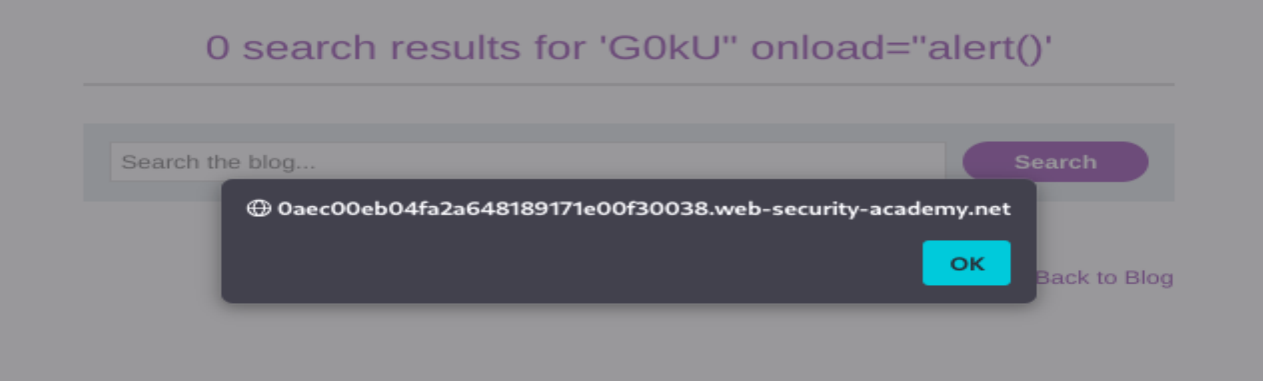 0 search results for 'G0kU" onload="alert()'
Search the blog...
Search
0aec00eb04fa2a648189171e00f30038.web-security-academy.net
OK
Back to Blog